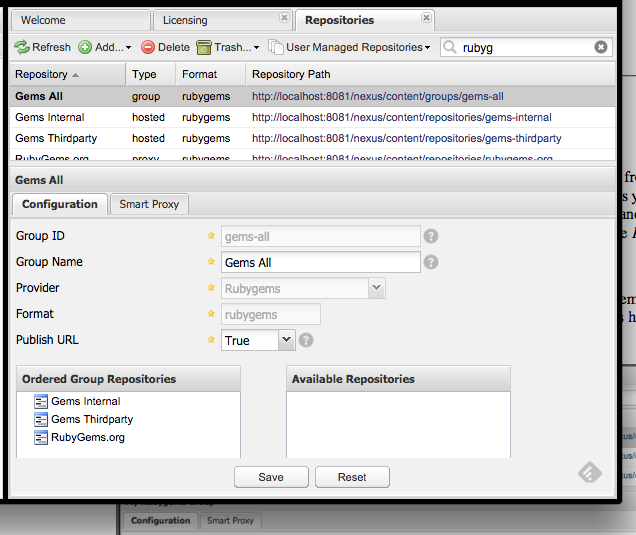 Welcome Licensing Repositories
Refresh Add... Delete Trash... User Managed Repositories rubyg
Repository Type Format Repository Path
Gems All group rubygems http://localhost:8081/nexus/content/groups/gems-all
Gems Internal hosted rubygems http://localhost:8081/nexus/content/repositories/gems-internal
Gems Thirdparty hosted rubygems http://localhost:8081/nexus/content/repositories/gems-thirdparty
RubyGems.org proxy rubygems http://localhost:8081/nexus/content/repositories/rubygems-org
Gems All
Configuration Smart Proxy
Group ID gems-all ?
Group Name Gems All ?
Provider Rubygems
Format rubygems
Publish URL True ?
Ordered Group Repositories Available Repositories
Gems Internal
Gems Thirdparty
RubyGems.org
Save Reset
Configuration Smart Proxy